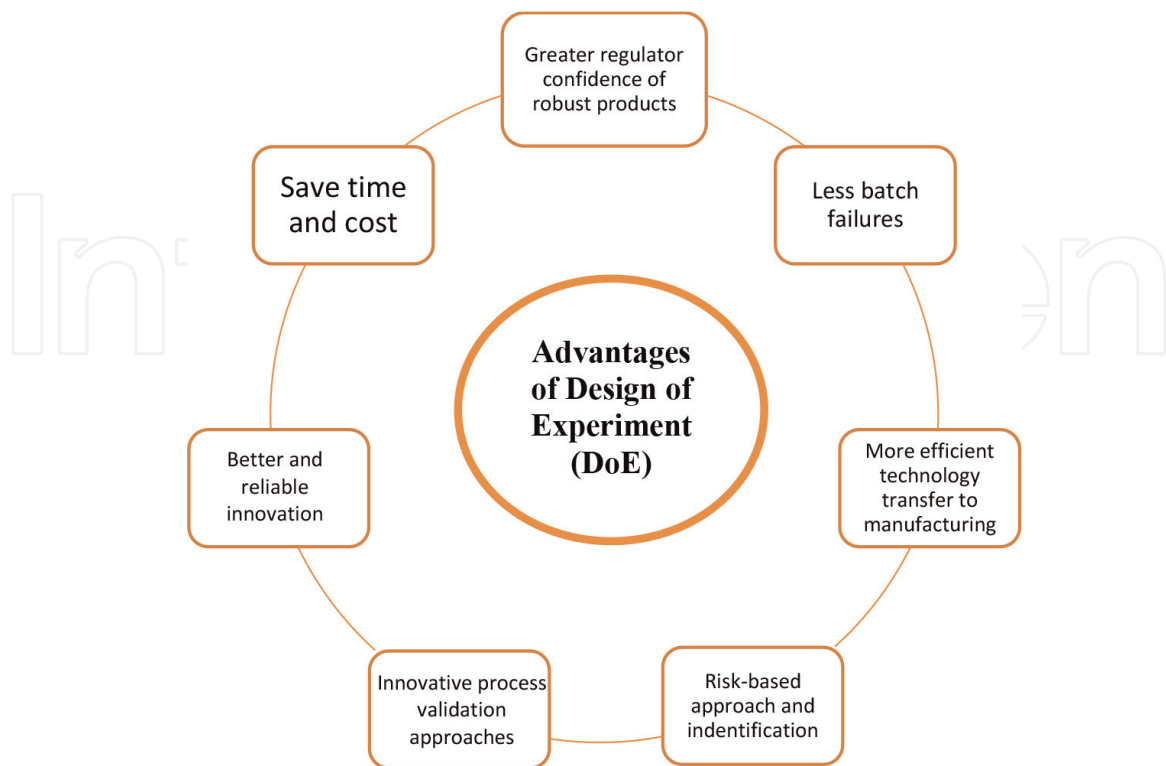 Greater regulator
confidence of
robust products
Save time
and cost
Less batch
failures
Advantages
of Design of
Experiment
(DoE)
Better and
reliable
innovation
More efficient
technology
transfer to
manufacturing
Innovative process
validation
approaches
Risk-based
approach and
indentification